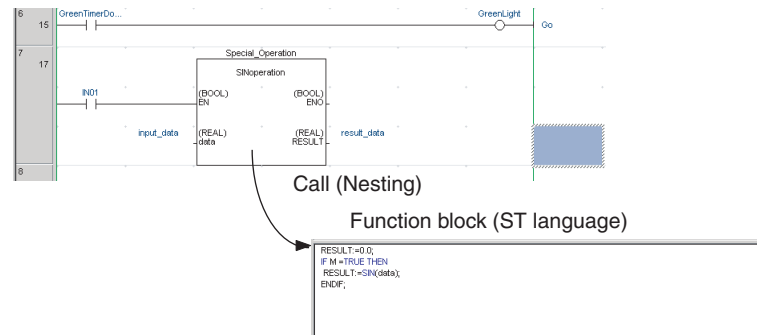 6
15
GreenTimerDo...
GreenLight
Go
7
17
Special_Operation
SINoperation
IN01
(BOOL)
EN
(BOOL)
ENO
input_data
(REAL)
data
(REAL)
RESULT
result_data
8
Call (Nesting)
Function block (ST language)
RESULT:=0.0;
IF M =TRUE THEN
RESULT:=SIN(data);
ENDIF;